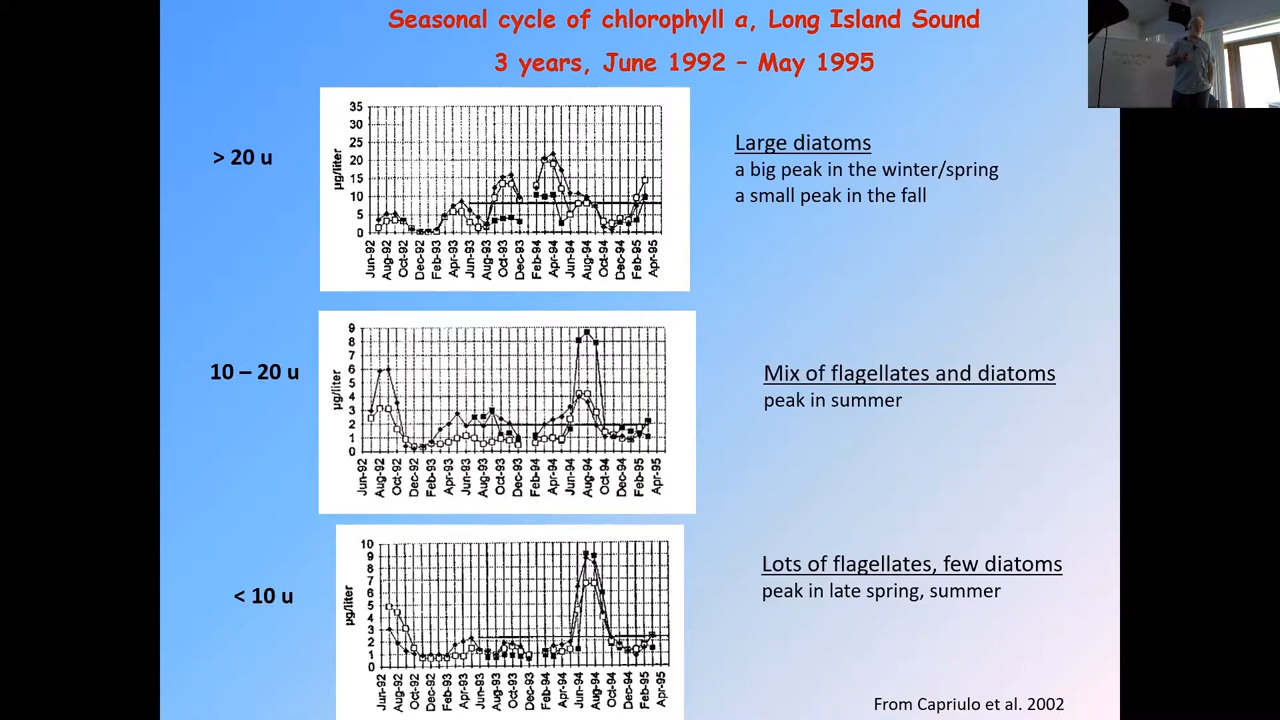 Seasonal cycle of chlorophyll a, Long Island Sound
3 years, June 1992 – May 1995
> 20 u
µg/liter
35
30
25
20
15
10
5
0
Jun-92
Aug-92
Oct-92
Dec-92
Feb-93
Apr-93
Jun-93
Aug-93
Oct-93
Dec-93
Feb-94
Apr-94
Jun-94
Aug-94
Oct-94
Dec-94
Feb-95
Apr-95
Large diatoms
a big peak in the winter/spring
a small peak in the fall
10 – 20 u
µg/liter
9
8
7
6
5
4
3
2
1
0
Jun-92
Aug-92
Oct-92
Dec-92
Feb-93
Apr-93
Jun-93
Aug-93
Oct-93
Dec-93
Feb-94
Apr-94
Jun-94
Aug-94
Oct-94
Dec-94
Feb-95
Apr-95
Mix of flagellates and diatoms
peak in summer
< 10 u
µg/liter
10
9
8
7
6
5
4
3
2
1
0
Jun-92
Aug-92
Oct-92
Dec-92
Feb-93
Apr-93
Jun-93
Aug-93
Oct-93
Dec-93
Feb-94
Apr-94
Jun-94
Aug-94
Oct-94
Dec-94
Feb-95
Apr-95
Lots of flagellates, few diatoms
peak in late spring, summer
From Capriulo et al. 2002